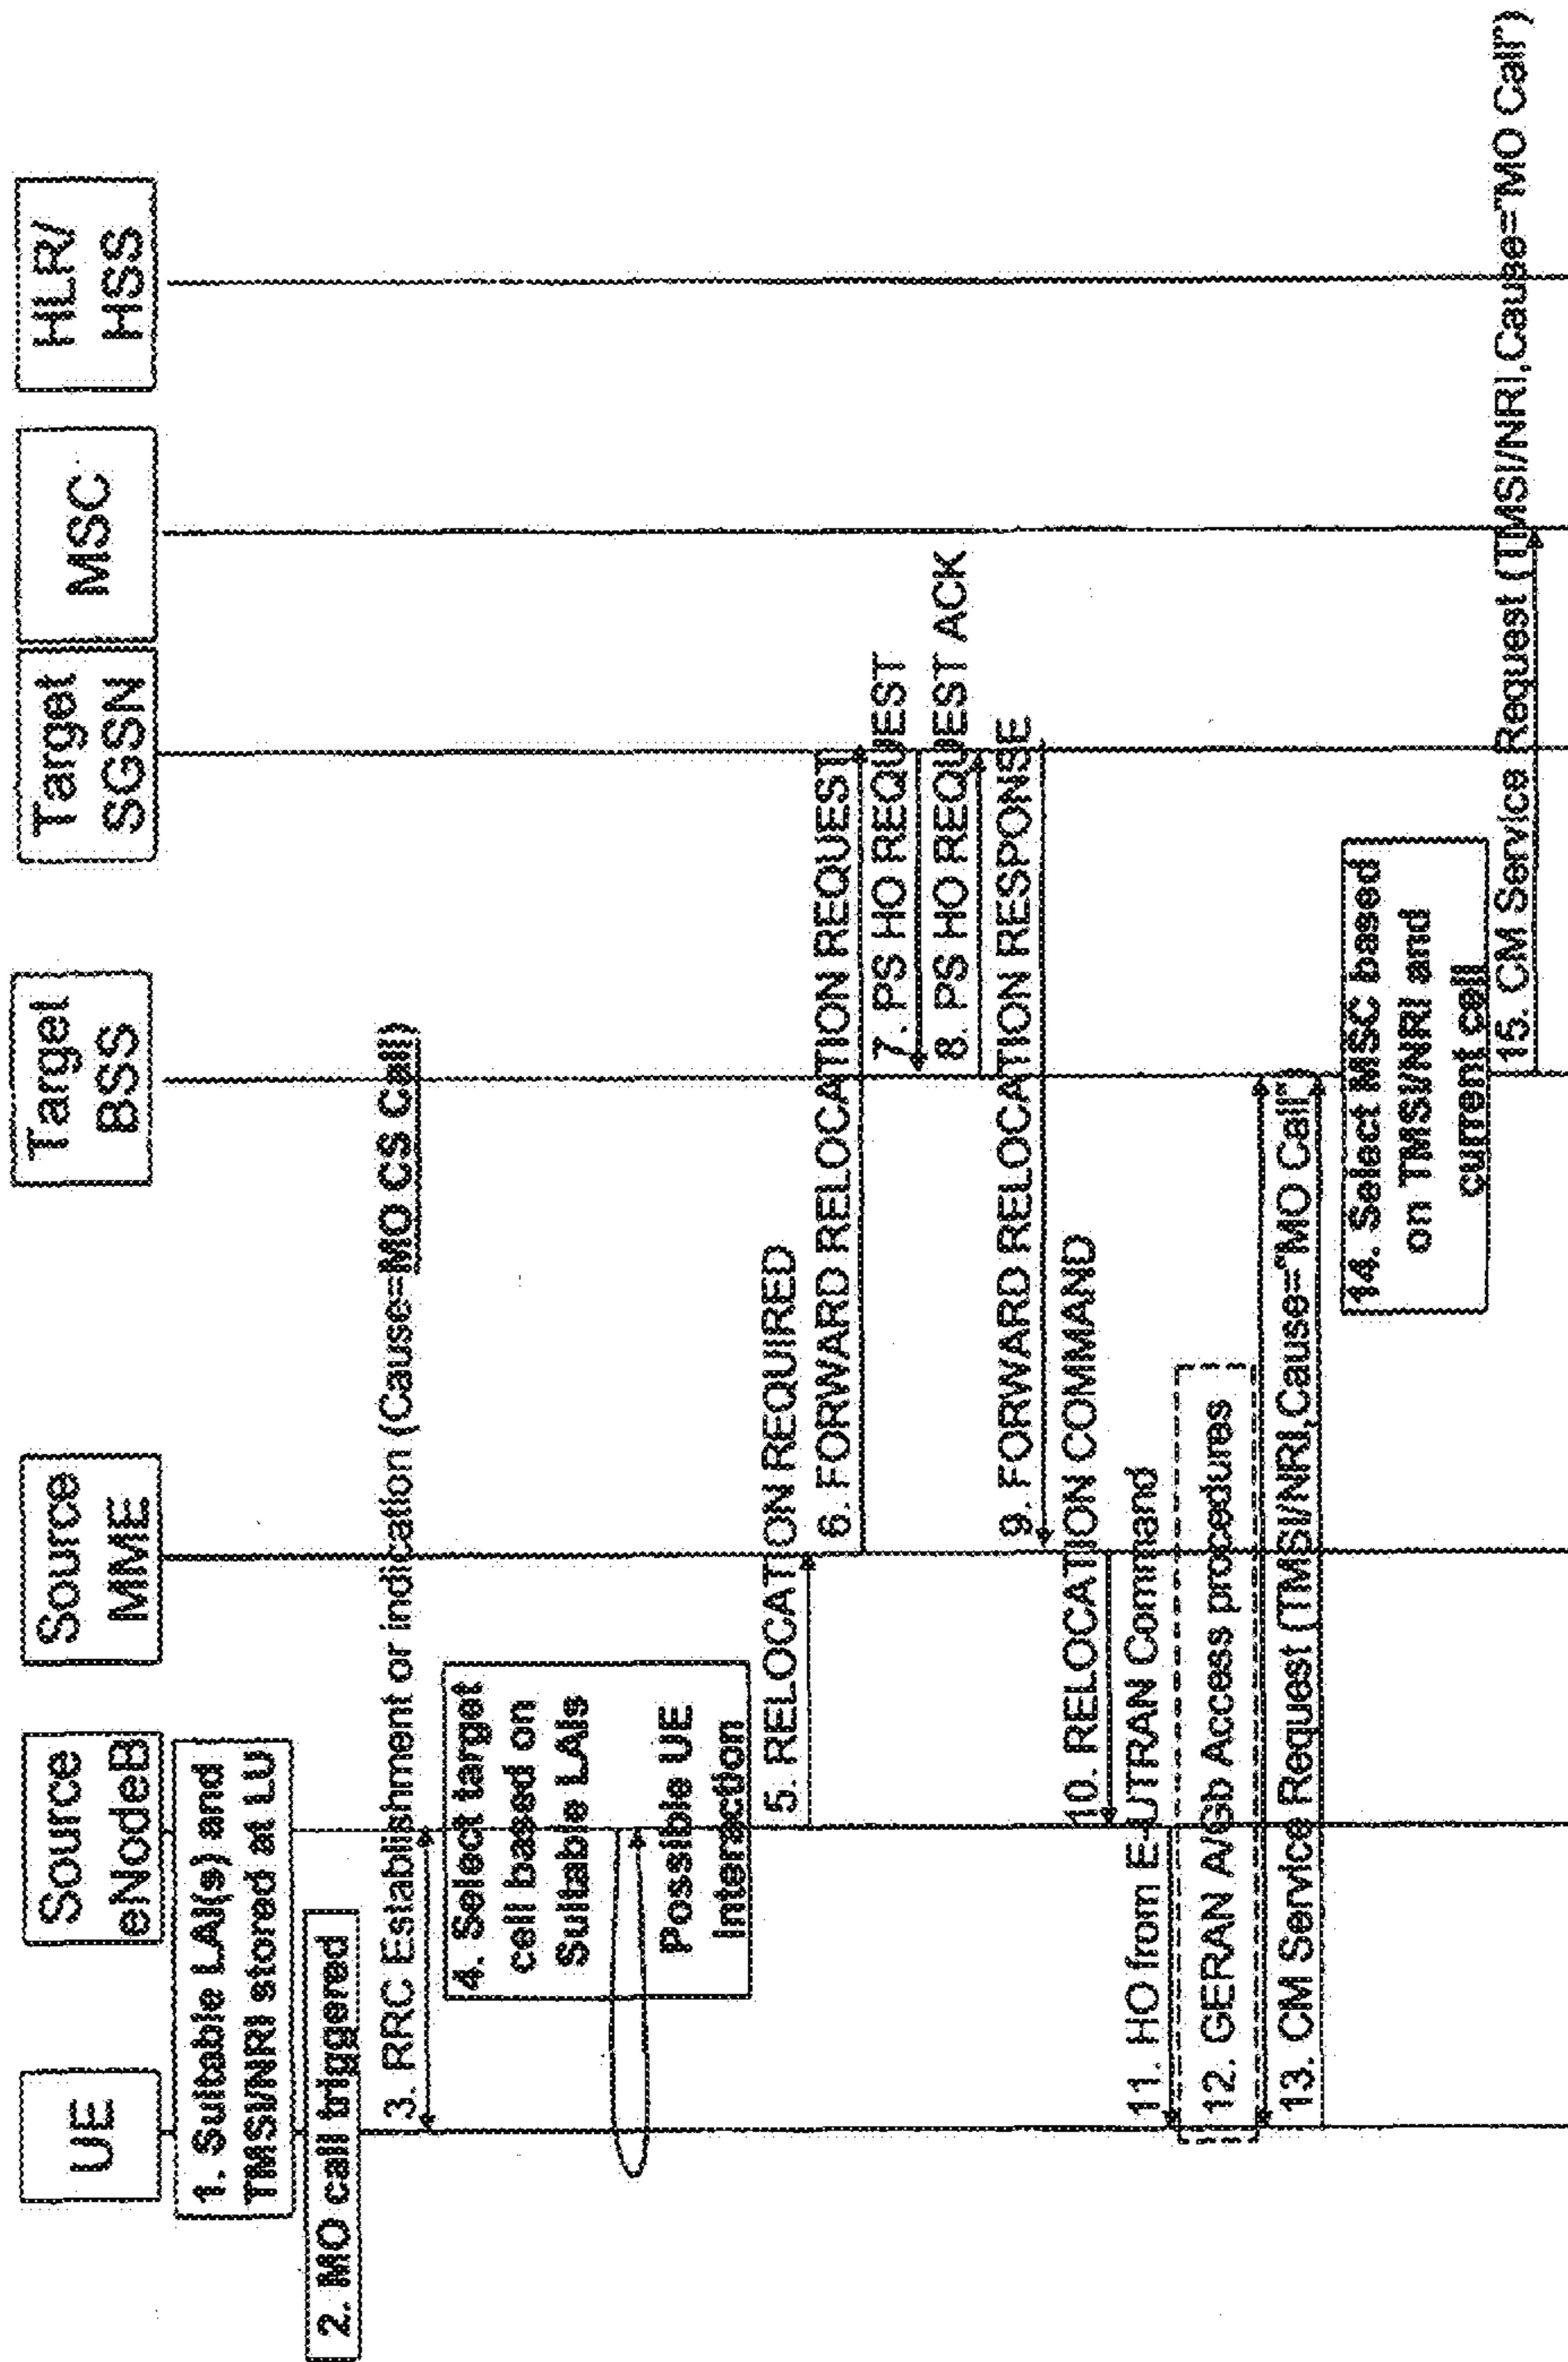 UE
Source
eNodeB
Source
MME
Target
BSS
Target
SGSN
MSC
HLR/
HSS
1. Suitable LAI(s) and
TMSI/NRI stored at LU
2. MO call triggered
3. RRC Establishment or indication (Cause=MO CS Call)
4. Select target
cell based on
Suitable LAIs
Possible UE
Interaction
5. RELOCATION REQUIRED
6. FORWARD RELOCATION REQUEST
7. PS HO REQUEST
8. PS HO REQUEST ACK
9. FORWARD RELOCATION RESPONSE
10. RELOCATION COMMAND
11. HO from E-UTRAN Command
12. GERAN A/Gb Access procedures
13. CM Service Request (TMSI/NRI,Cause="MO Call")
14. Select MSC based
on TMSI/NRI and
current cell
15. CM Service Request (TMSI/NRI,Cause="MO Call")